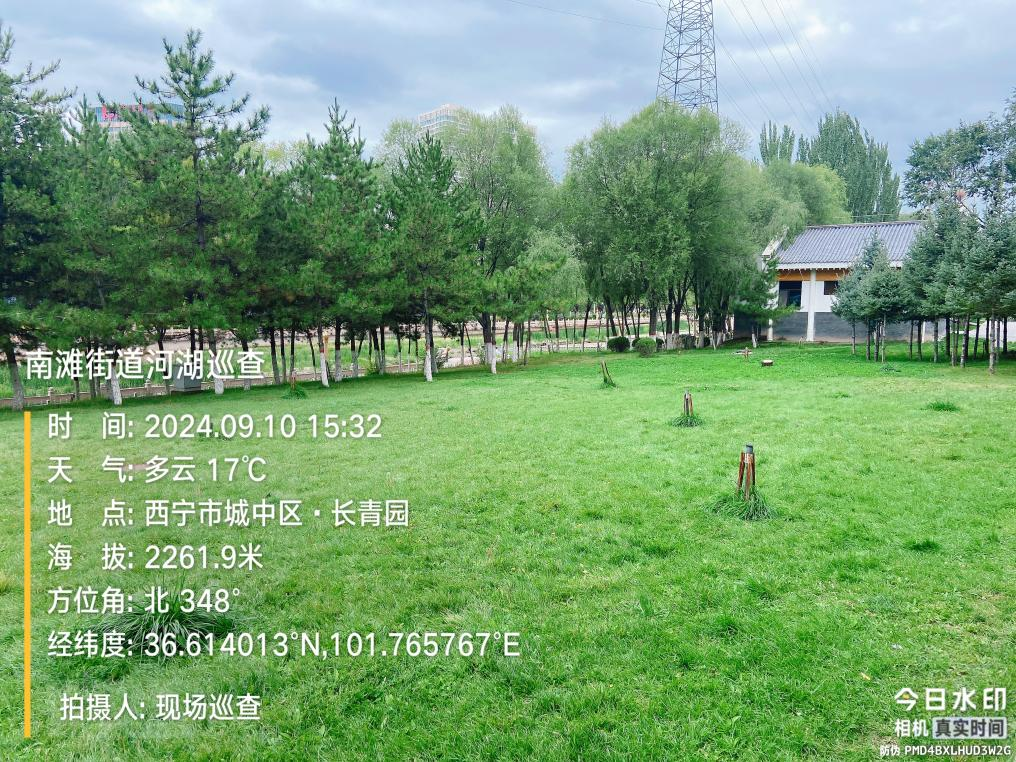 南滩街道河湖巡查
时 间: 2024.09.10 15:32
天 气: 多云 17℃
地 点: 西宁市城中区·长青园
海 拔: 2261.9米
方位角: 北 348°
经纬度: 36.614013°N,101.765767°E
拍摄人: 现场巡查
今日水印
相机 真实时间
防伪 PMD4BXLHUD3W2G